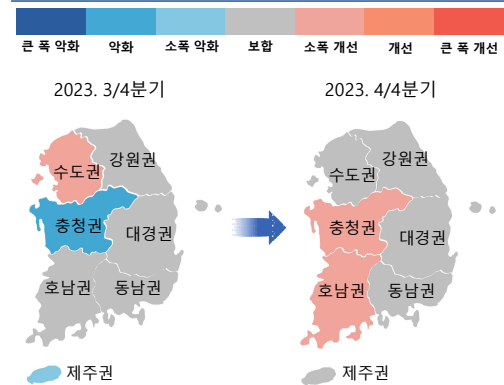 큰 폭 악화 악화 소폭 악화 보합 소폭 개선 개선 큰 폭 개선
2023. 3/4분기 2023. 4/4분기
수도권 강원권 수도권 강원권
충청권 대경권 충청권 대경권
호남권 동남권 호남권 동남권
제주권 제주권